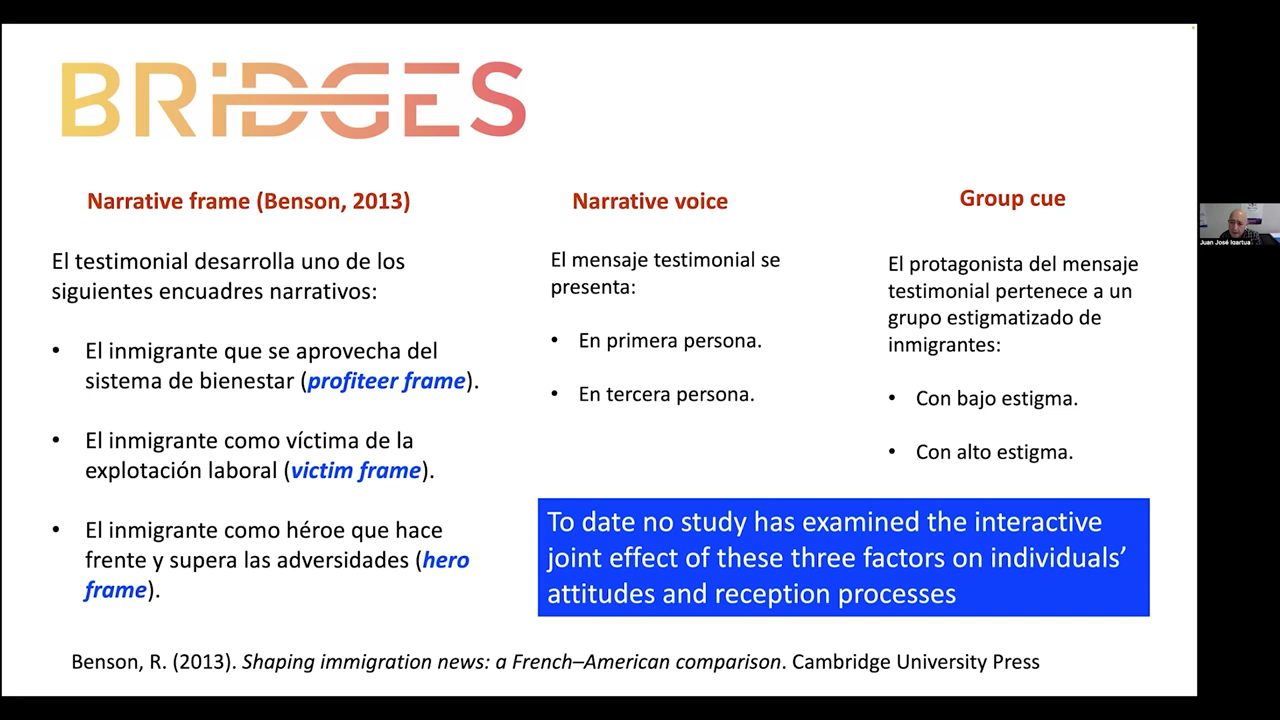 BRIDGES
Narrative frame (Benson, 2013)
El testimonial desarrolla uno de los
siguientes encuadres narrativos:
• El inmigrante que se aprovecha del
sistema de bienestar (profiteer frame).
• El inmigrante como víctima de la
explotación laboral (victim frame).
• El inmigrante como héroe que hace
frente y supera las adversidades (hero
frame).
Narrative voice
El mensaje testimonial se
presenta:
• En primera persona.
• En tercera persona.
Group cue
El protagonista del mensaje
testimonial pertenece a un
grupo estigmatizado de
inmigrantes:
• Con bajo estigma.
• Con alto estigma.
To date no study has examined the interactive
joint effect of these three factors on individuals’
attitudes and reception processes
Benson, R. (2013). Shaping immigration news: a French–American comparison. Cambridge University Press
Juan José Igartua